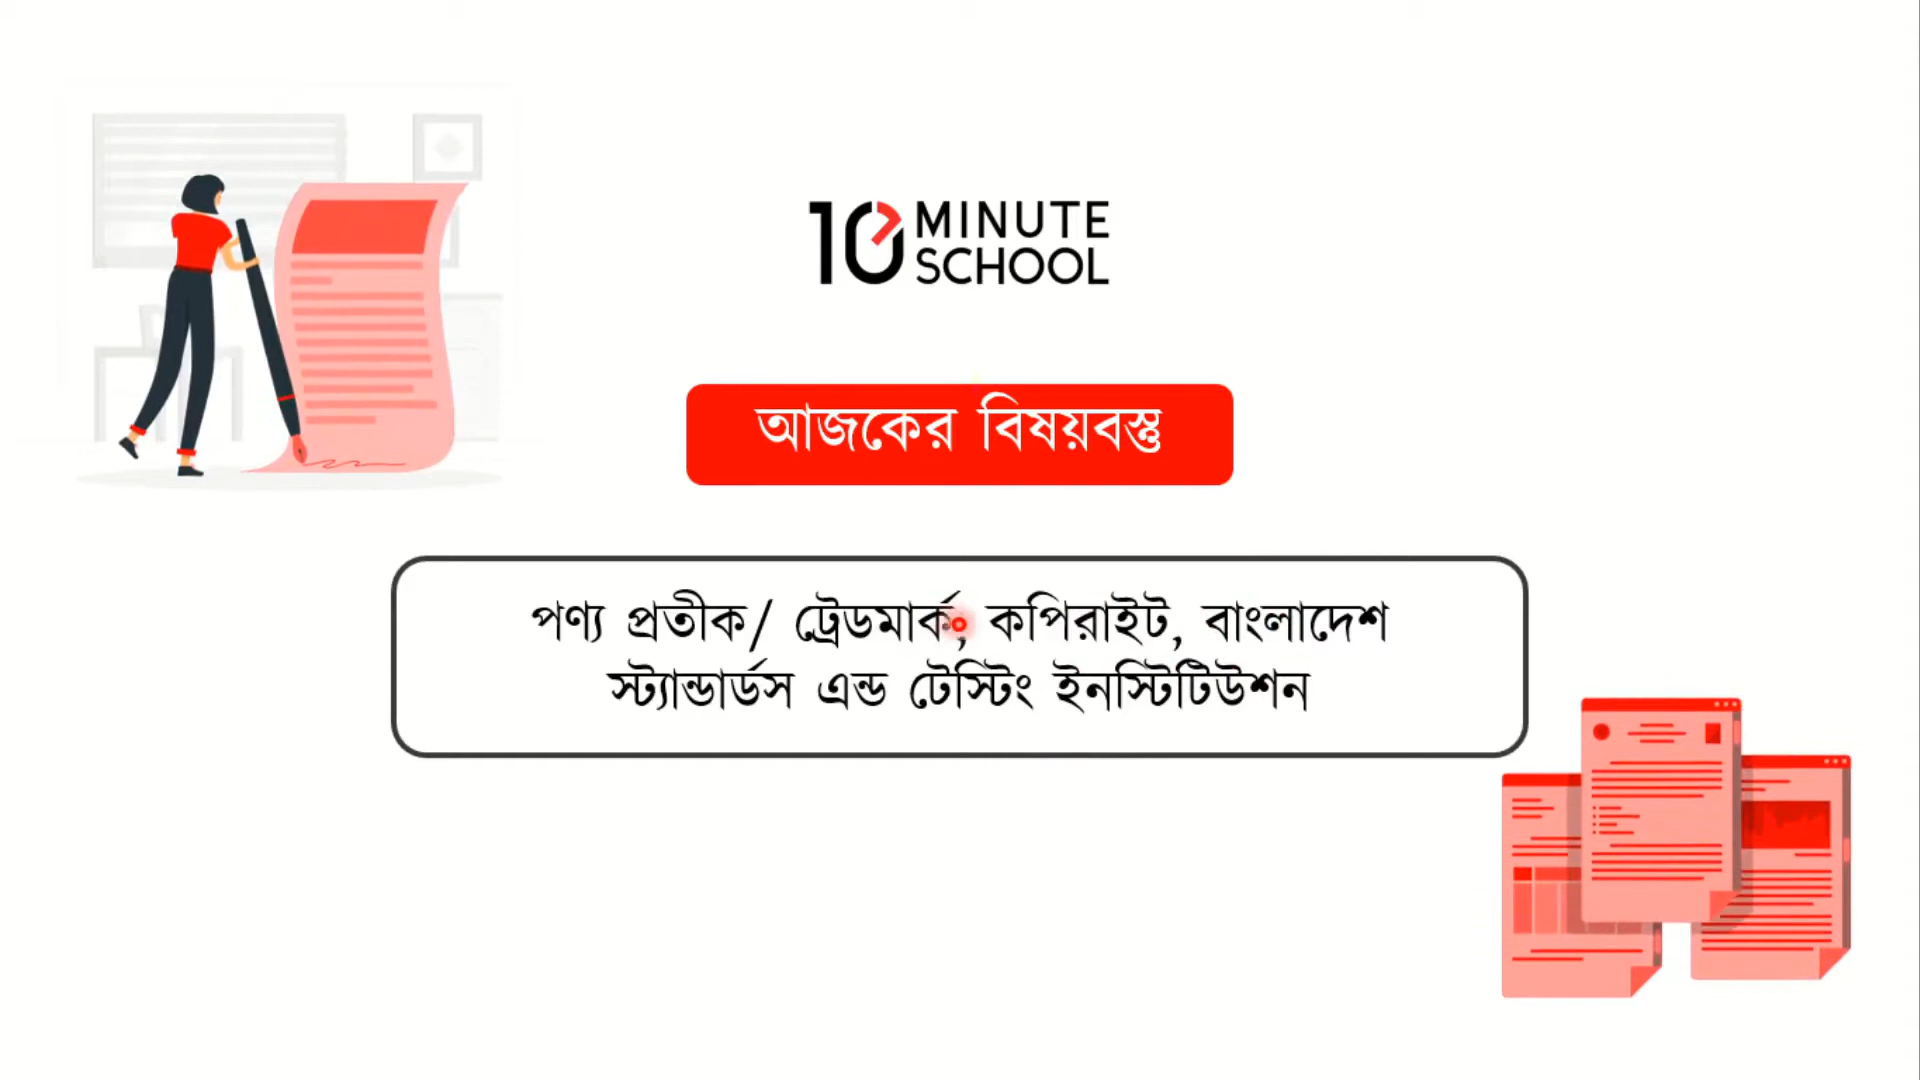 10 MINUTE
SCHOOL
আজকের বিষয়বস্তু
পণ্য প্রতীক/ ট্রেডমার্ক, কপিরাইট, বাংলাদেশ
স্ট্যান্ডার্ডস এন্ড টেস্টিং ইনস্টিটিউশন